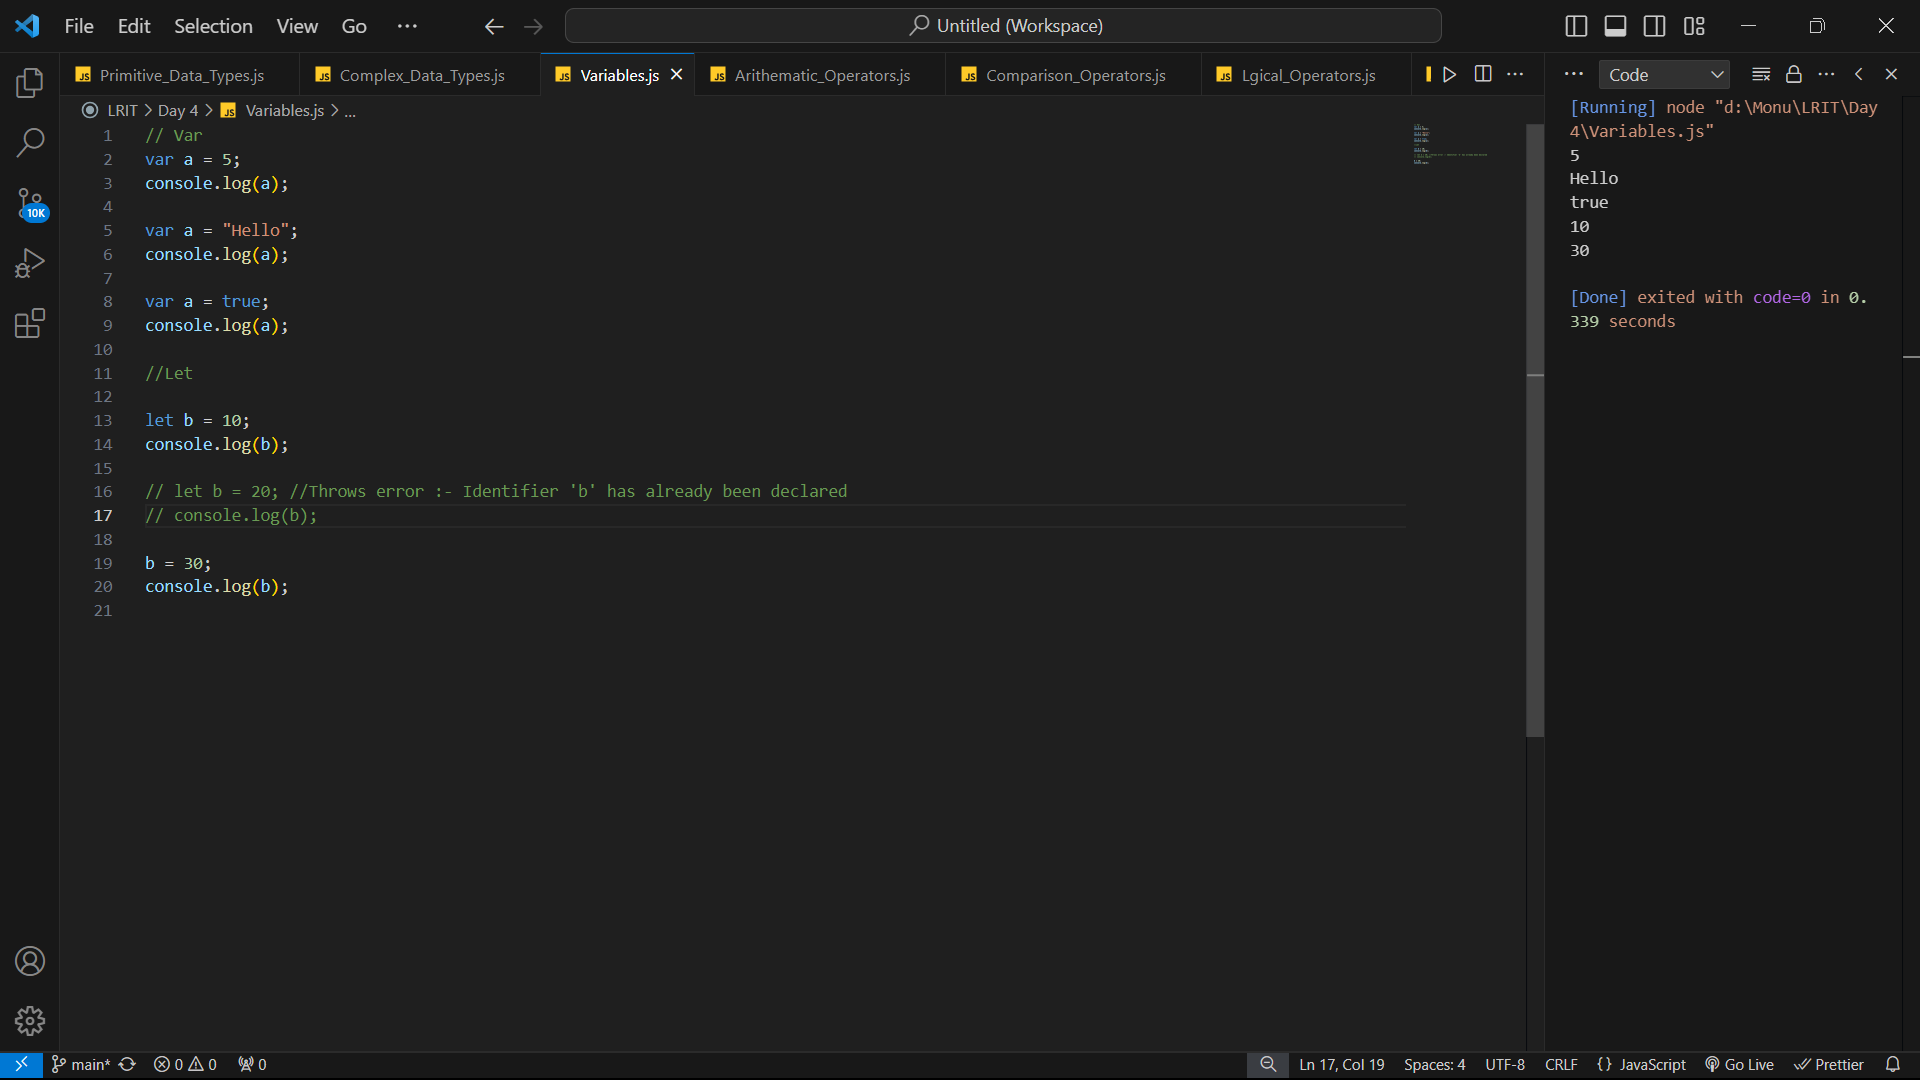 File Edit Selection View Go ··· Untitled (Workspace)
Primitive_Data_Types.js Complex_Data_Types.js Variables.js Arithematic_Operators.js Comparison_Operators.js Lgical_Operators.js Code
LRIT > Day 4 > JS Variables.js > ...
1 // Var
2 var a = 5;
3 console.log(a);
4
5 var a = "Hello";
6 console.log(a);
7
8 var a = true;
9 console.log(a);
10
11 //Let
12
13 let b = 10;
14 console.log(b);
15
16 // let b = 20; //Throws error :- Identifier 'b' has already been declared
17 // console.log(b);
18
19 b = 30;
20 console.log(b);
21
[Running] node "d:\Monu\LRIT\Day
4\Variables.js"
5
Hello
true
10
30
[Done] exited with code=0 in 0.
339 seconds
10K
main* 0 0 0 Ln 17, Col 19 Spaces: 4 UTF-8 CRLF {} JavaScript Go Live Prettier